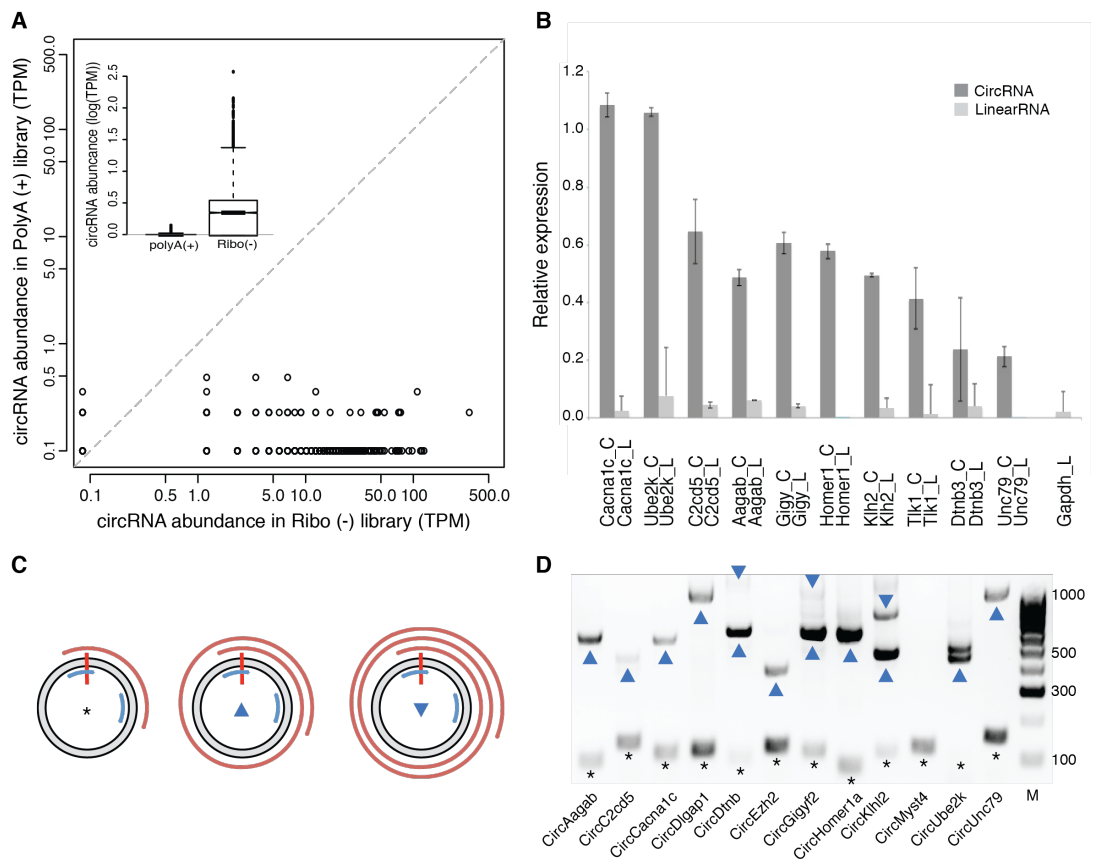 A
circRNA abundance in PolyA (+) library (TPM)
500.0
50.0 100
10
5.0
1.0
0.5
0.1
circRNA abuncance (log(TPM))
2.5
2.0
1.5
1.0
0.5
0.0
polyA(+) Ribo(-)
0.1 0.5 1.0 5.0 10.0 50.0 100.0 500.0
circRNA abundance in Ribo (-) library (TPM)
B
Relative expression
1.2
1.0
0.8
0.6
0.4
0.2
0.0
CircRNA
LinearRNA
Cacna1c_C
Cacna1c_L
Ube2k_C
Ube2k_L
C2cd5_C
C2cd5_L
Aagab_C
Aagab_L
Gigy_C
Gigy_L
Homer1_C
Homer1_L
Klh2_C
Klh2_L
Tlk1_C
Tlk1_L
Dtnb3_C
Dtnb3_L
Unc79_C
Unc79_L
Gapdh_L
C
*
D
1000
500
300
100
* * * * * * * * * * * *
CircAagab
CircC2cd5
CircCacna1c
CircDlgap1
CircDtnb
CircEzh2
CircGigyf2
CircHomer1a
CircKlhl2
CircMyst4
CircUbe2k
CircUnc79
M